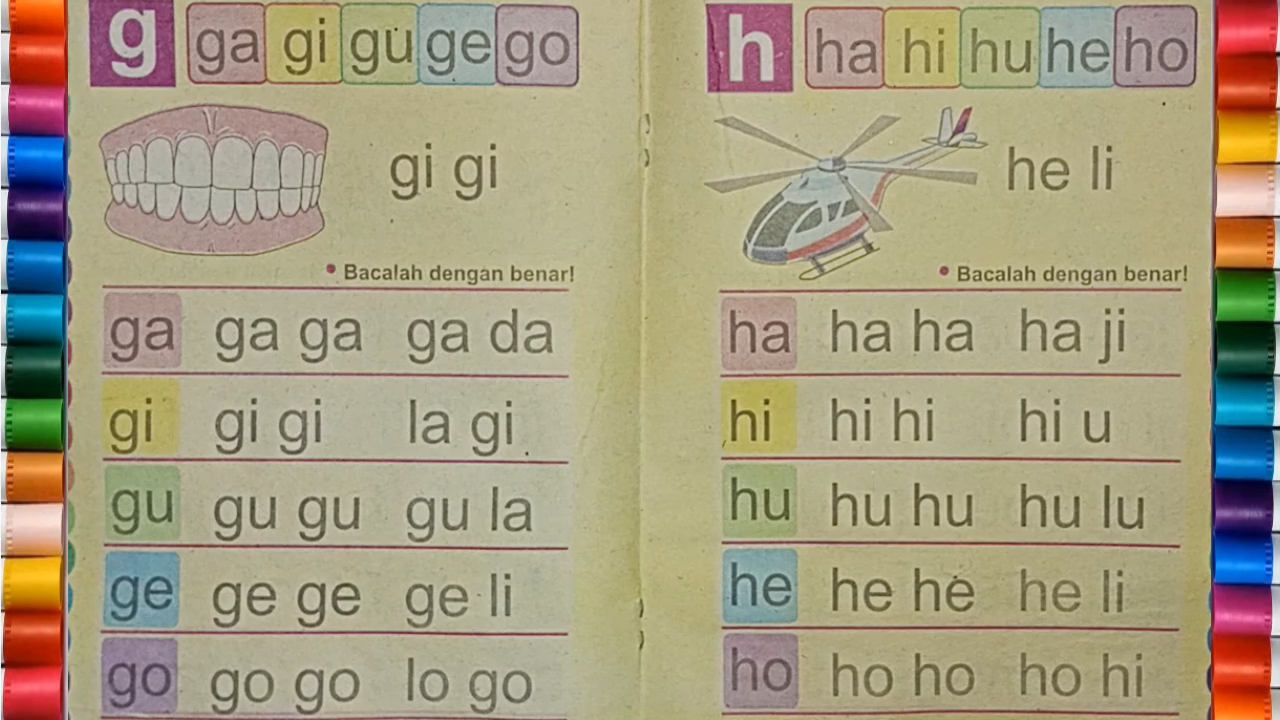 g ga gi gu ge go
gi gi
• Bacalah dengan benar!
ga ga ga ga da
gi gi gi la gi
gu gu gu gu la
ge ge ge ge li
go go go lo go
h ha hi hu he ho
he li
• Bacalah dengan benar!
ha ha ha ha ji
hi hi hi hi u
hu hu hu hu lu
he he he he li
ho ho ho ho hi